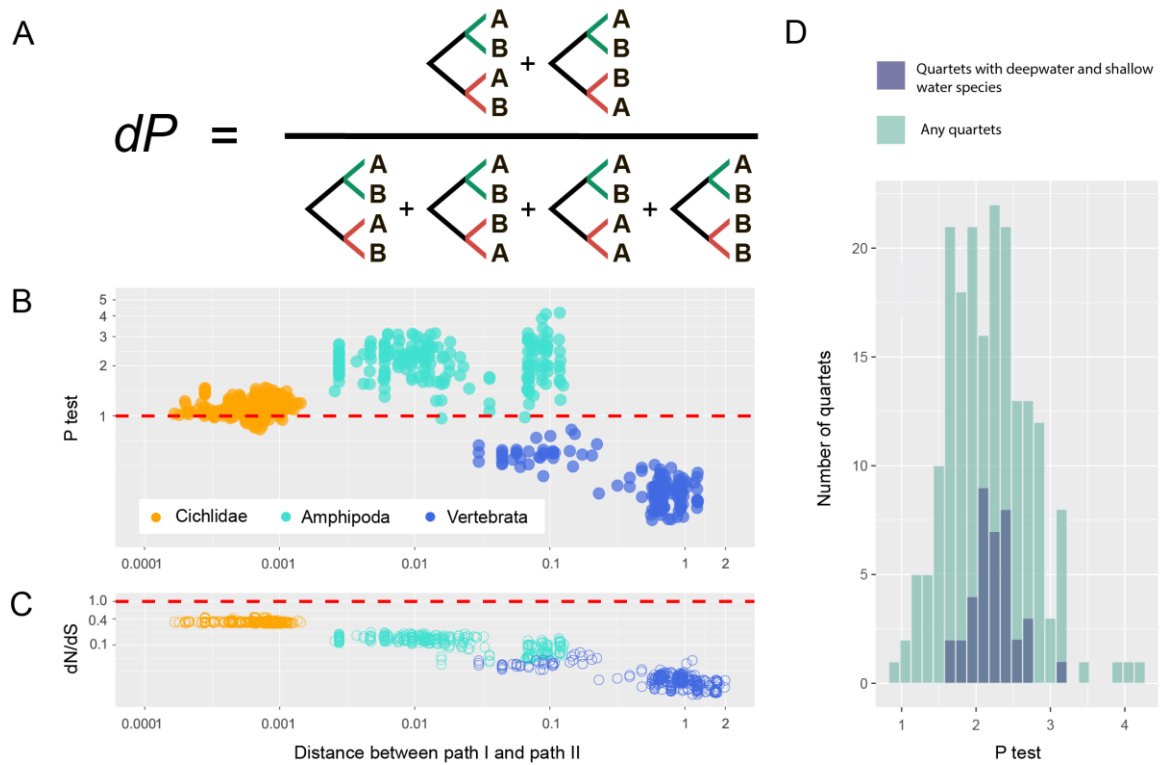 A
dP =
A
B
A
B
+
A
B
B
A
A
B
A
B
+
A
B
B
A
+
A
B
A
A
+
A
B
B
B
B
P test
5
4
3
2
1
Cichlidae
Amphipoda
Vertebrata
0.0001
0.001
0.01
0.1
1
2
C
dN/dS
1.0
0.4
0.1
0.0001
0.001
0.01
0.1
1
2
Distance between path I and path II
D
Quartets with deepwater and shallow
water species
Any quartets
Number of quartets
20
15
10
5
0
1
2
3
4
P test